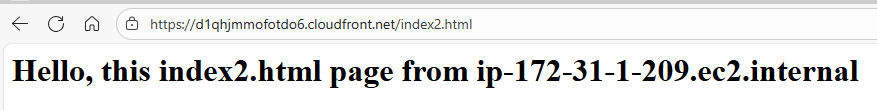 https://d1qhjmmofotdo6.cloudfront.net/index2.html
Hello, this index2.html page from ip-172-31-1-209.ec2.internal